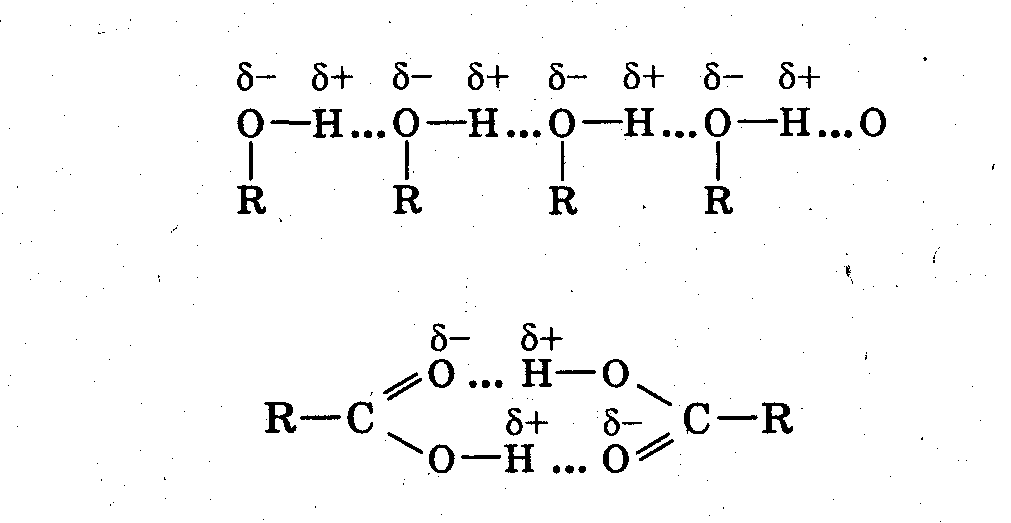 δ− δ+ δ− δ+ δ− δ+ δ− δ+
O—H...O—H...O—H...O—H...O
R R R R
δ− δ+
O ... H—O
R—C C—R
δ+ δ−
O—H ... O